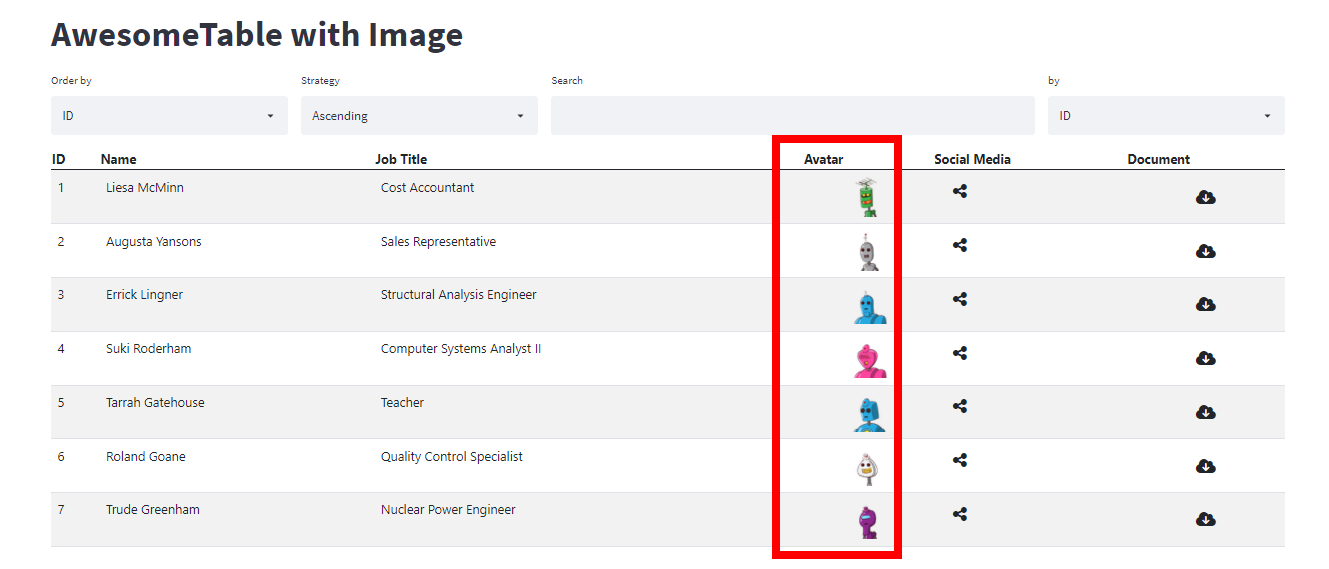 AwesomeTable with Image
Order by Strategy Search by
ID Ascending ID
ID Name Job Title Avatar Social Media Document
1 Liesa McMinn Cost Accountant
2 Augusta Yansons Sales Representative
3 Errick Lingner Structural Analysis Engineer
4 Suki Roderham Computer Systems Analyst II
5 Tarrah Gatehouse Teacher
6 Roland Goane Quality Control Specialist
7 Trude Greenham Nuclear Power Engineer